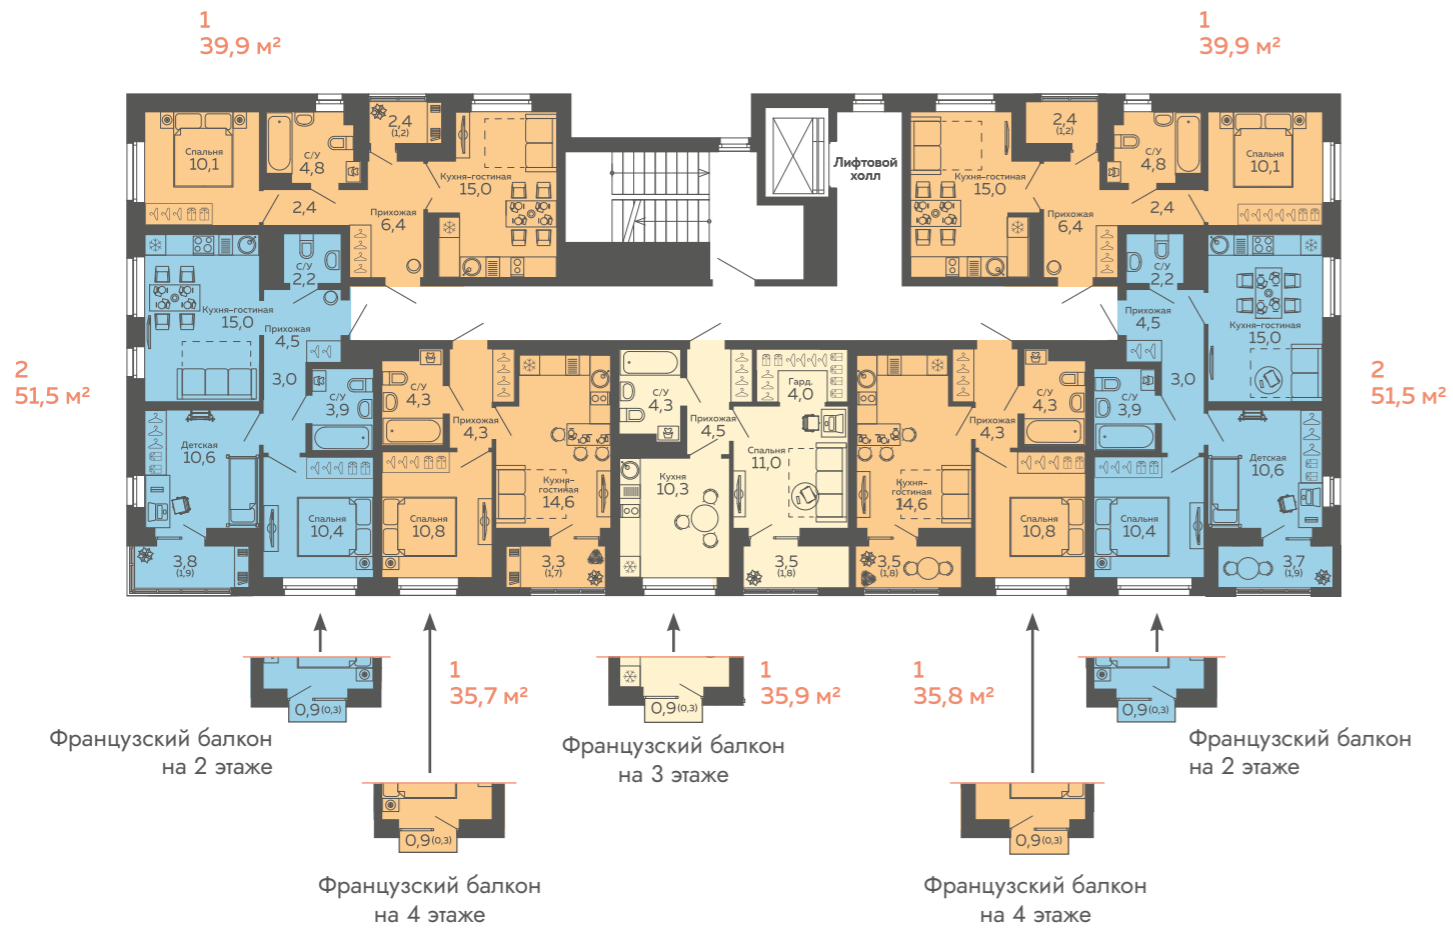 1
39,9 м²
1
39,9 м²
Спальня
10,1
С/У
4,8
2,4
(1,2)
Кухня-гостиная
15,0
2,4
Прихожая
6,4
Лифтовой
холл
Кухня-гостиная
15,0
2,4
(1,2)
С/У
4,8
Спальня
10,1
Прихожая
6,4
2,4
С/У
2,2
Кухня-гостиная
15,0
Прихожая
4,5
3,0
С/У
2,2
Прихожая
4,5
Кухня-гостиная
15,0
3,0
2
51,5 м²
2
51,5 м²
С/У
3,9
С/У
4,3
Прихожая
4,3
С/У
4,3
Прихожая
4,5
Гард.
4,0
Прихожая
4,3
С/У
4,3
С/У
3,9
Детская
10,6
Спальня
10,4
Спальня
10,8
Кухня-
гостиная
14,6
Кухня
10,3
Спальня
11,0
Кухня-
гостиная
14,6
Спальня
10,8
Спальня
10,4
Детская
10,6
3,8
(1,9)
3,3
(1,7)
3,5
(1,8)
3,5
(1,8)
3,7
(1,9)
1
35,7 м²
1
35,9 м²
1
35,8 м²
0,9(0,3)
0,9(0,3)
0,9(0,3)
Французский балкон
на 2 этаже
Французский балкон
на 3 этаже
Французский балкон
на 2 этаже
0,9(0,3)
0,9(0,3)
Французский балкон
на 4 этаже
Французский балкон
на 4 этаже